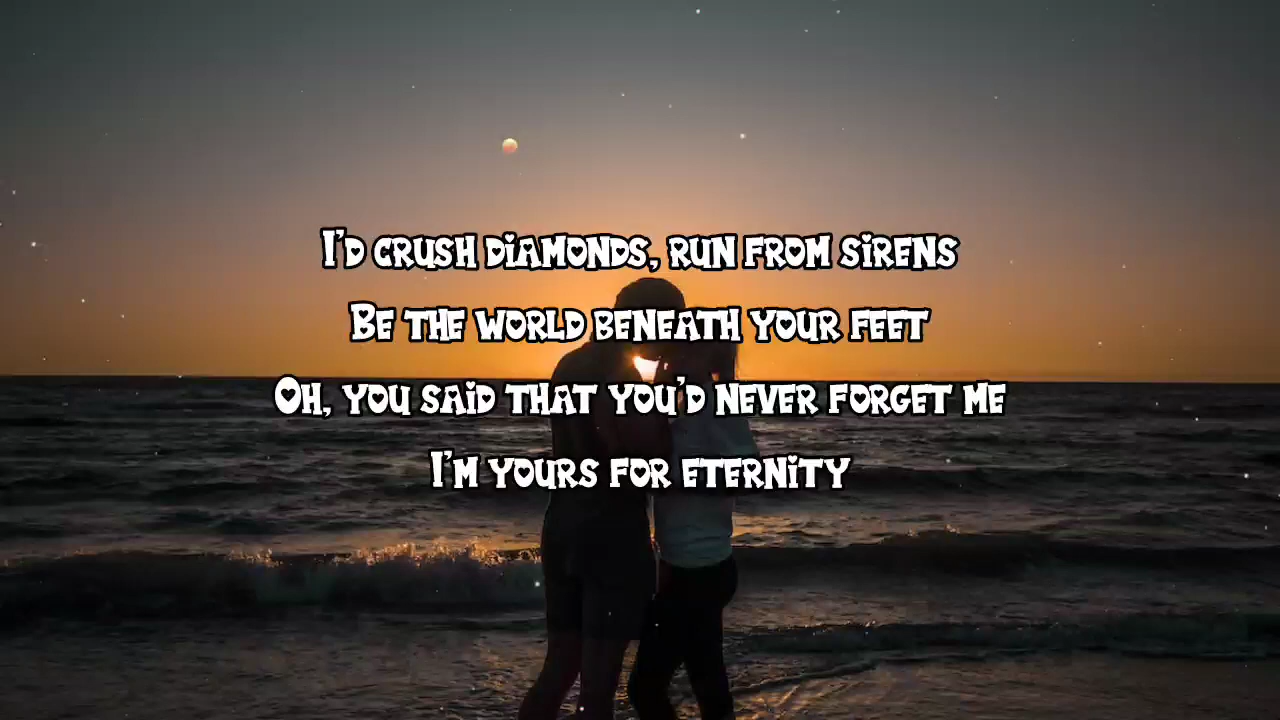 I'd crush diamonds, run from sirens
Be the world beneath your feet
Oh, you said that you'd never forget me
I'm yours for eternity